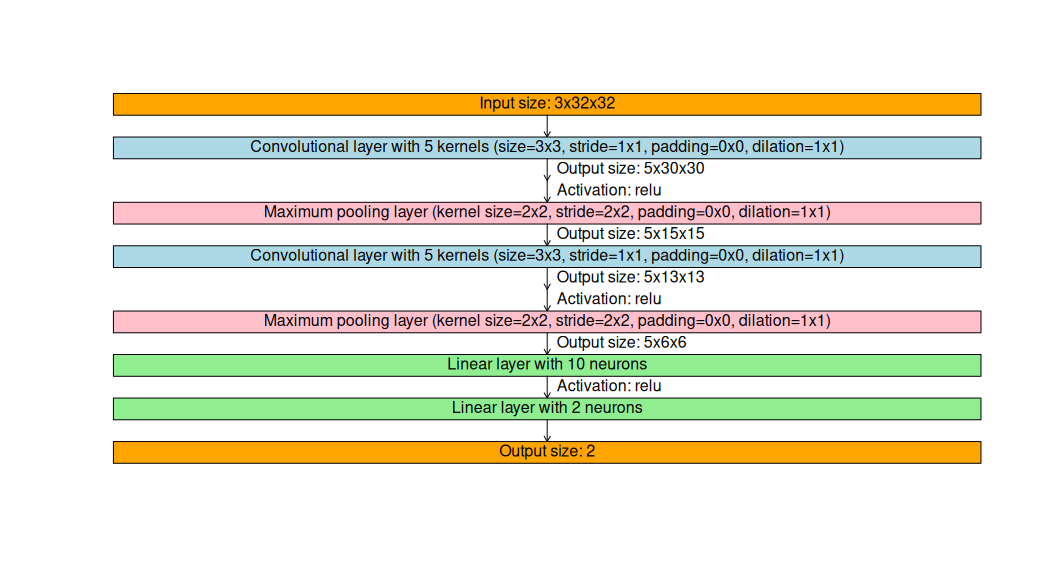 Input size: 3x32x32
Convolutional layer with 5 kernels (size=3x3, stride=1x1, padding=0x0, dilation=1x1)
Output size: 5x30x30
Activation: relu
Maximum pooling layer (kernel size=2x2, stride=2x2, padding=0x0, dilation=1x1)
Output size: 5x15x15
Convolutional layer with 5 kernels (size=3x3, stride=1x1, padding=0x0, dilation=1x1)
Output size: 5x13x13
Activation: relu
Maximum pooling layer (kernel size=2x2, stride=2x2, padding=0x0, dilation=1x1)
Output size: 5x6x6
Linear layer with 10 neurons
Activation: relu
Linear layer with 2 neurons
Output size: 2